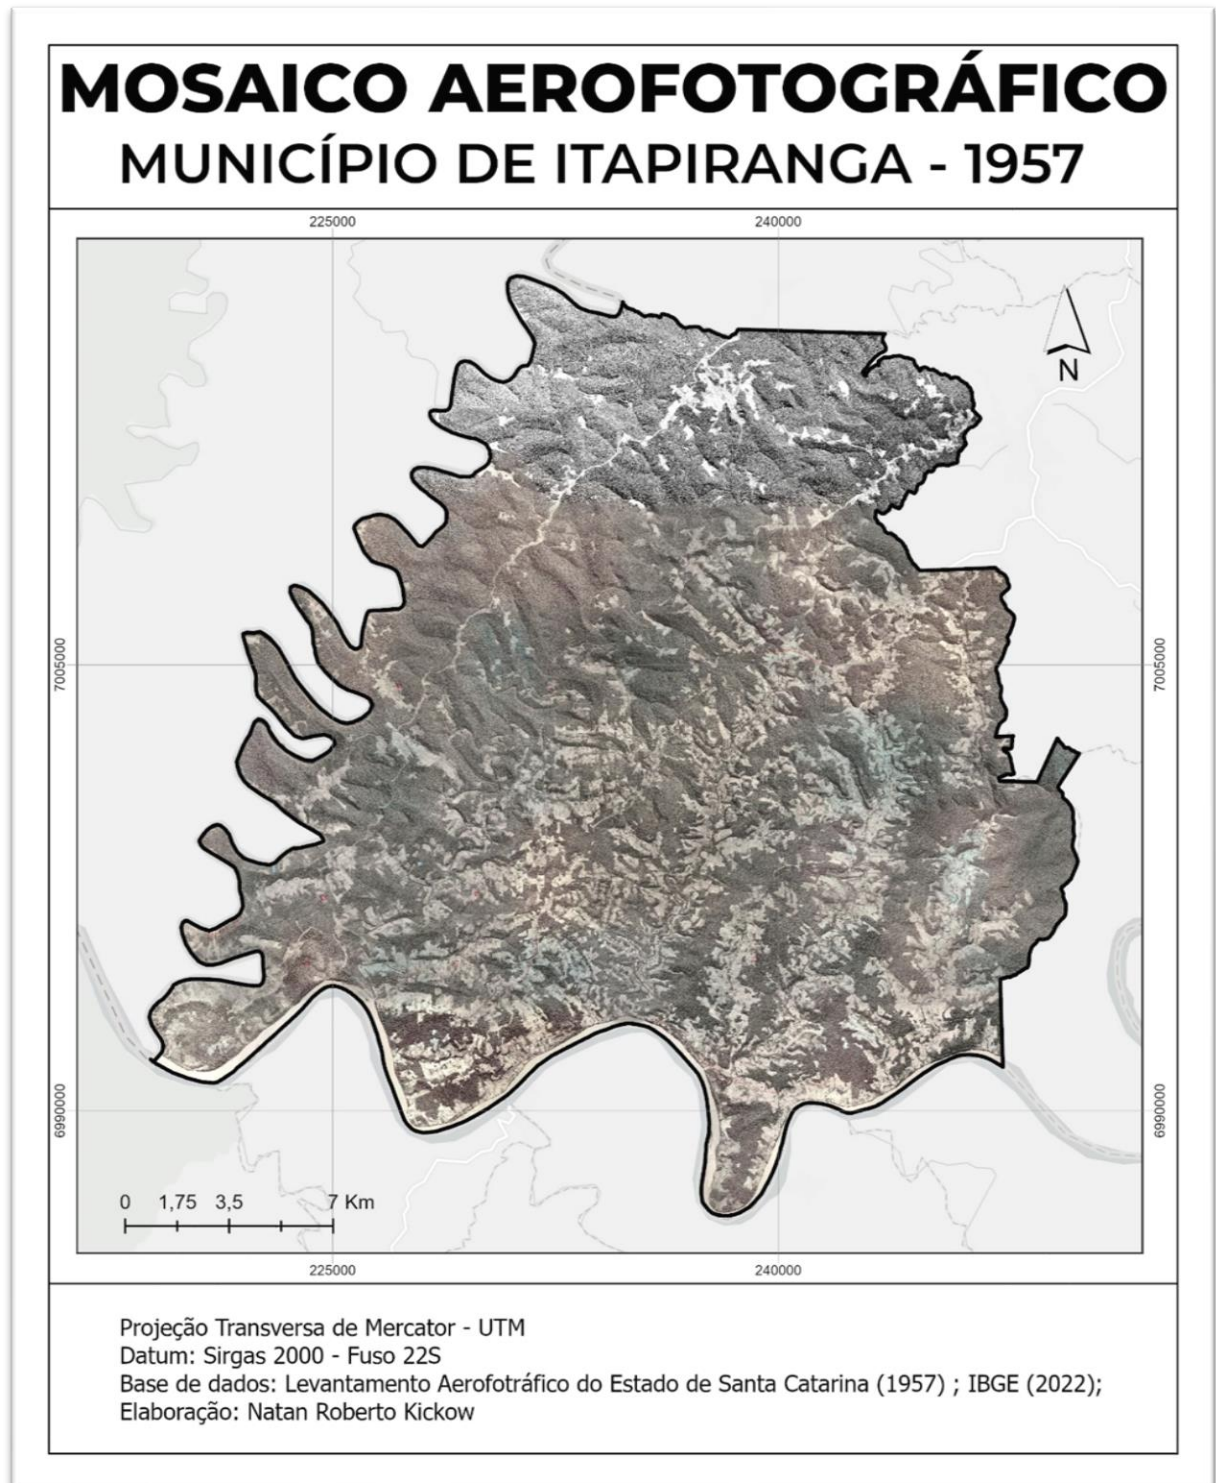 MOSAICO AEROFOTOGRÁFICO
MUNICÍPIO DE ITAPIRANGA - 1957
225000 240000
N
7005000 7005000
6990000 6990000
0 1,75 3,5 7 Km
225000 240000
Projeção Transversa de Mercator - UTM
Datum: Sirgas 2000 - Fuso 22S
Base de dados: Levantamento Aerofotráfico do Estado de Santa Catarina (1957) ; IBGE (2022);
Elaboração: Natan Roberto Kickow